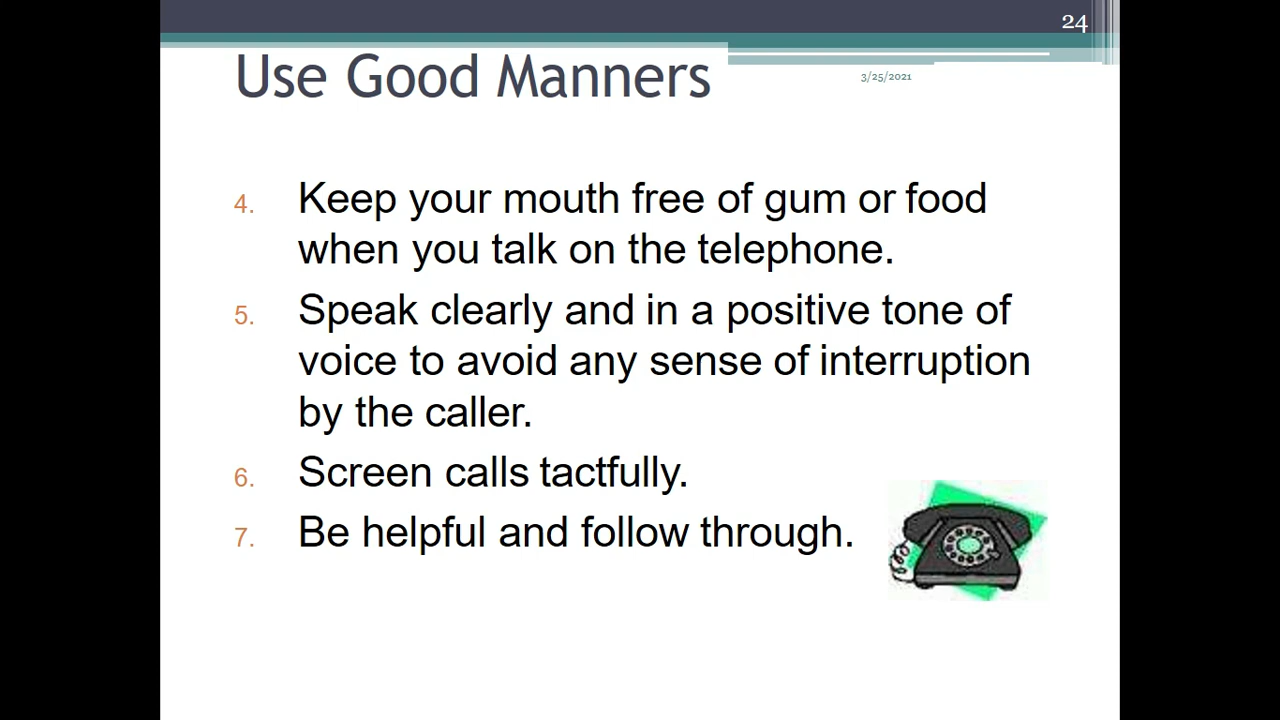 24
Use Good Manners
3/25/2021
4. Keep your mouth free of gum or food
when you talk on the telephone.
5. Speak clearly and in a positive tone of
voice to avoid any sense of interruption
by the caller.
6. Screen calls tactfully.
7. Be helpful and follow through.